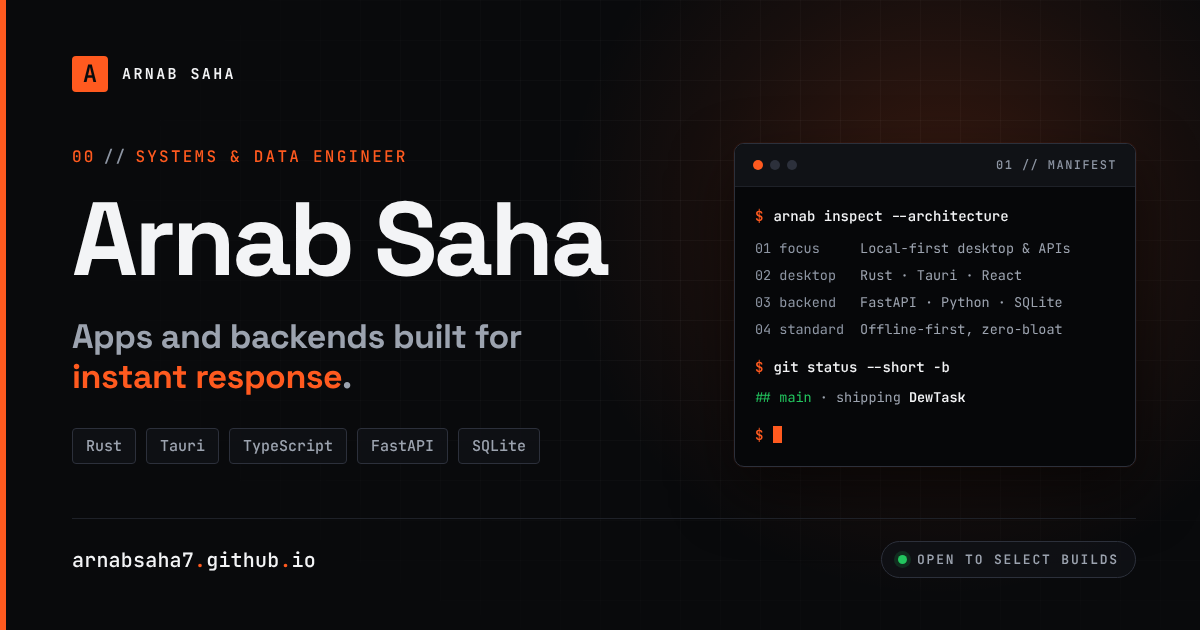 A ARNAB SAHA
00 // SYSTEMS & DATA ENGINEER
Arnab Saha
Apps and backends built for
instant response.
Rust Tauri TypeScript FastAPI SQLite
01 // MANIFEST
$ arnab inspect --architecture
01 focus Local-first desktop & APIs
02 desktop Rust · Tauri · React
03 backend FastAPI · Python · SQLite
04 standard Offline-first, zero-bloat
$ git status --short -b
## main · shipping DewTask
$
arnabsaha7.github.io
OPEN TO SELECT BUILDS